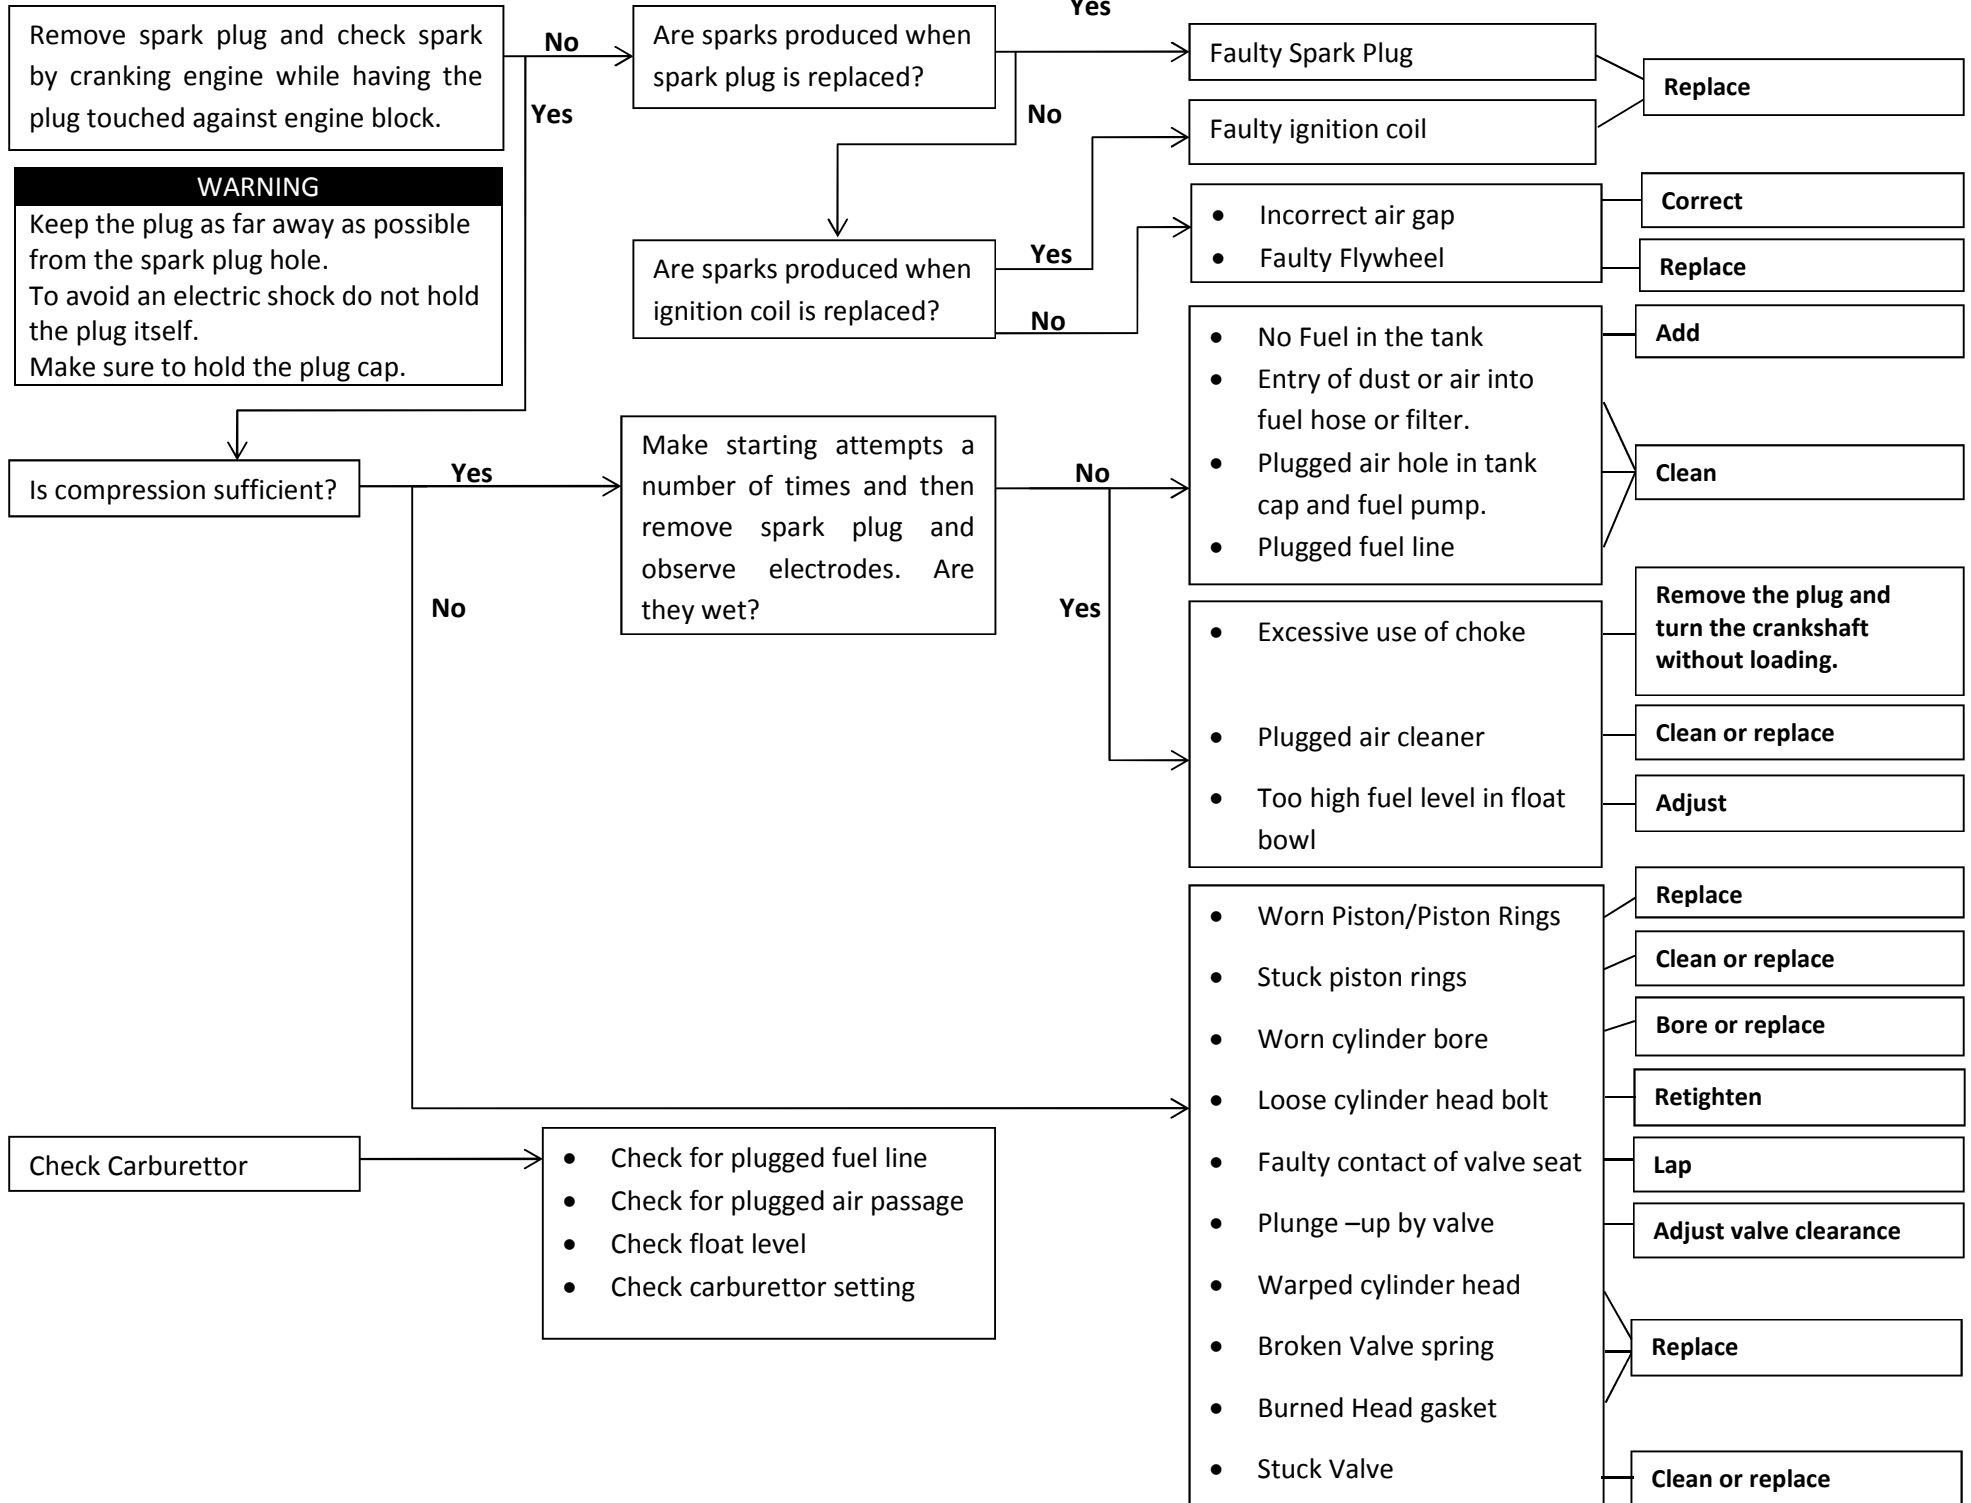 Yes
Remove spark plug and check spark
by cranking engine while having the
plug touched against engine block.
No
Yes
Are sparks produced when
spark plug is replaced?
No
Faulty Spark Plug
Faulty ignition coil
Replace
WARNING
Keep the plug as far away as possible
from the spark plug hole.
To avoid an electric shock do not hold
the plug itself.
Make sure to hold the plug cap.
Are sparks produced when
ignition coil is replaced?
Yes
No
• Incorrect air gap
• Faulty Flywheel
Correct
Replace
Is compression sufficient?
Yes
No
Make starting attempts a
number of times and then
remove spark plug and
observe electrodes. Are
they wet?
No
Yes
• No Fuel in the tank
• Entry of dust or air into
fuel hose or filter.
• Plugged air hole in tank
cap and fuel pump.
• Plugged fuel line
Add
Clean
• Excessive use of choke
• Plugged air cleaner
• Too high fuel level in float
bowl
Remove the plug and
turn the crankshaft
without loading.
Clean or replace
Adjust
• Worn Piston/Piston Rings
• Stuck piston rings
• Worn cylinder bore
• Loose cylinder head bolt
• Faulty contact of valve seat
• Plunge –up by valve
• Warped cylinder head
• Broken Valve spring
• Burned Head gasket
• Stuck Valve
Replace
Clean or replace
Bore or replace
Retighten
Lap
Adjust valve clearance
Replace
Clean or replace
Check Carburettor
• Check for plugged fuel line
• Check for plugged air passage
• Check float level
• Check carburettor setting